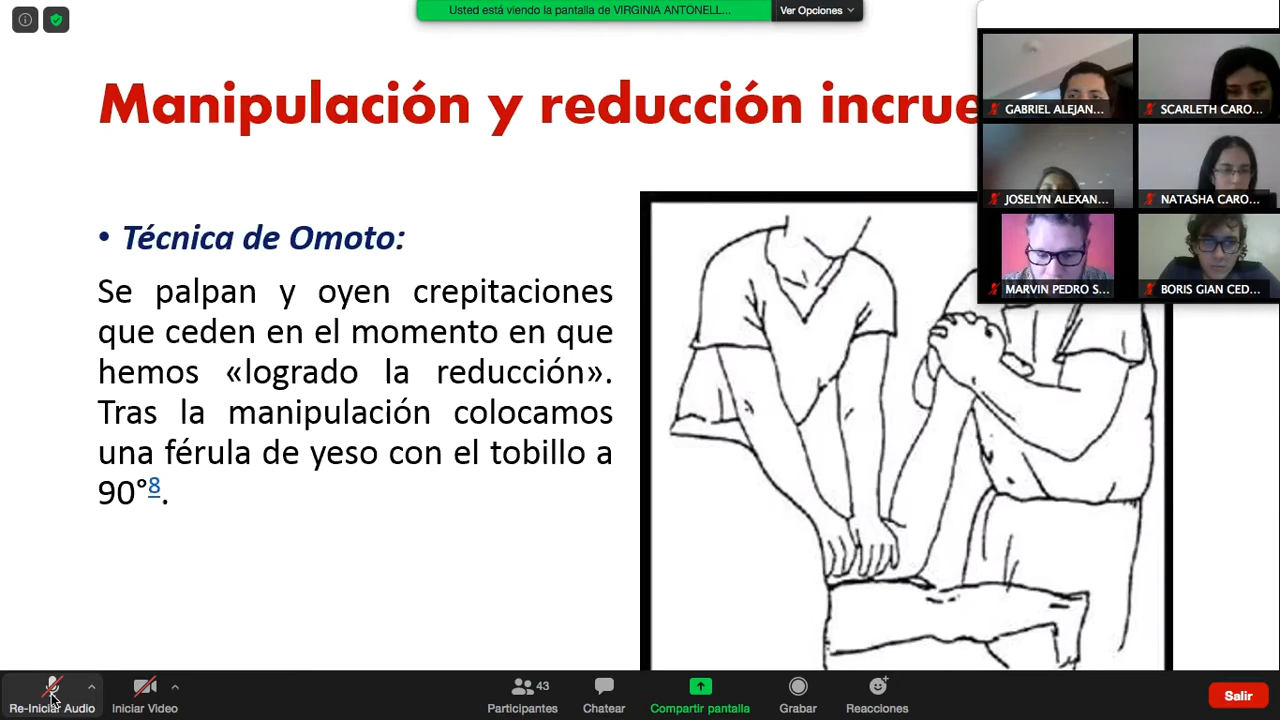 Usted está viendo la pantalla de VIRGINIA ANTONELL...
Ver Opciones
Manipulación y reducción incrue
GABRIEL ALEJAN...
SCARLETH CARO...
JOSELYN ALEXAN...
NATASHA CARO...
MARVIN PEDRO S...
BORIS GIAN CED...
• Técnica de Omoto:
Se palpan y oyen crepitaciones
que ceden en el momento en que
hemos «logrado la reducción».
Tras la manipulación colocamos
una férula de yeso con el tobillo a
90°8.
Re-Iniciar Audio
Iniciar Video
43
Participantes
Chatear
Compartir pantalla
Grabar
Reacciones
Salir